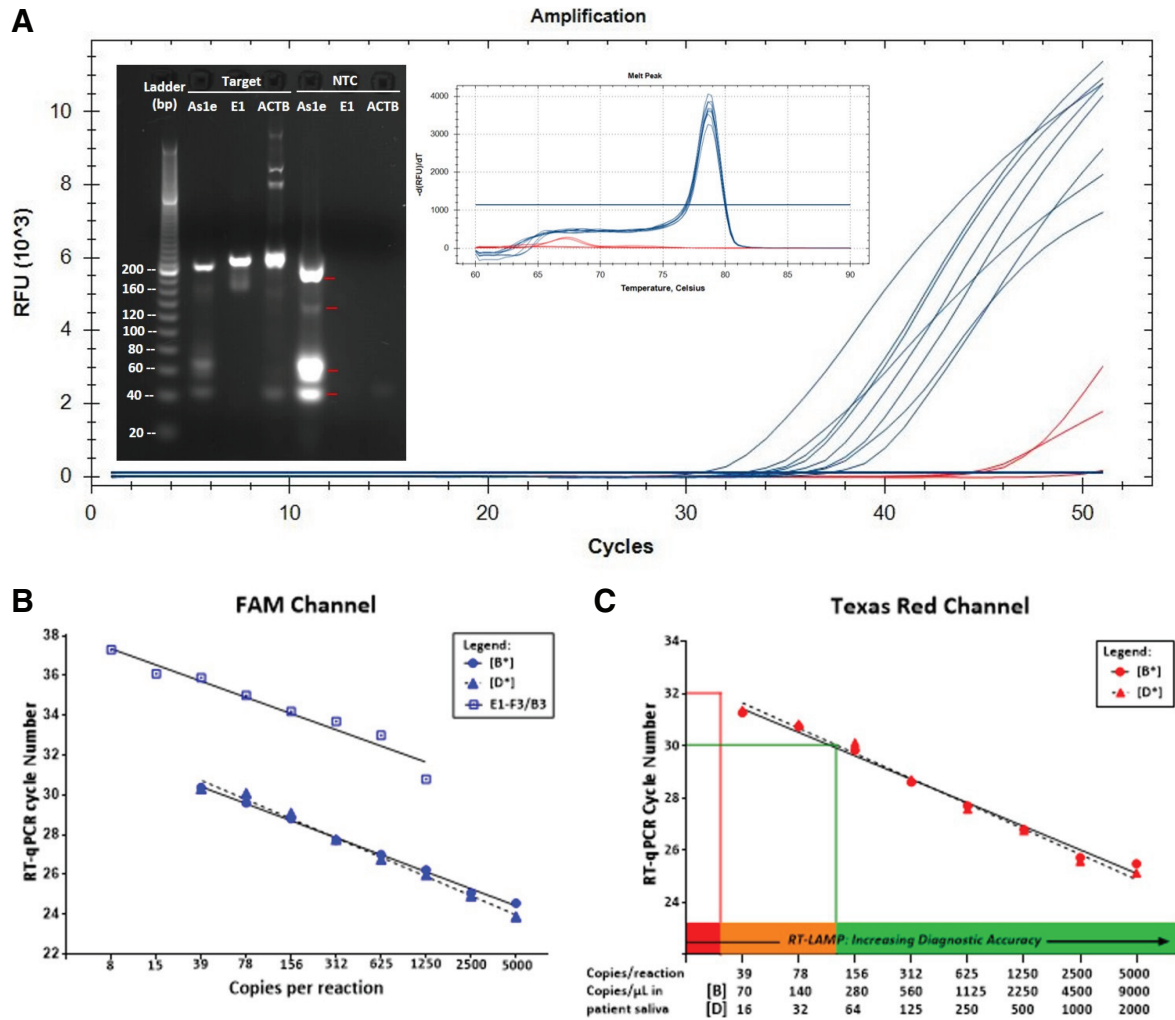 A
Amplification
Ladder
(bp)
Target
NTC
As1e E1 ACTB As1e E1 ACTB
200 --
160 --
120 --
100 --
80 --
60 --
40 --
20 --
Melt Peak
-d(RFU)/dT
4000
3000
2000
1000
0
60 65 70 75 80 85 90
Temperature, Celsius
RFU (10^3)
10
8
6
4
2
0
0 10 20 30 40 50
Cycles
B
FAM Channel
RT-qPCR cycle Number
38
36
34
32
30
28
26
24
22
Legend:
[B*]
[D*]
E1-F3/B3
8 15 39 78 156 312 625 1250 2500 5000
Copies per reaction
C
Texas Red Channel
RT-qPCR Cycle Number
34
32
30
28
26
24
Legend:
[B*]
[D*]
RT-LAMP: Increasing Diagnostic Accuracy
Copies/reaction 39 78 156 312 625 1250 2500 5000
Copies/µL in [B] 70 140 280 560 1125 2250 4500 9000
patient saliva [D] 16 32 64 125 250 500 1000 2000